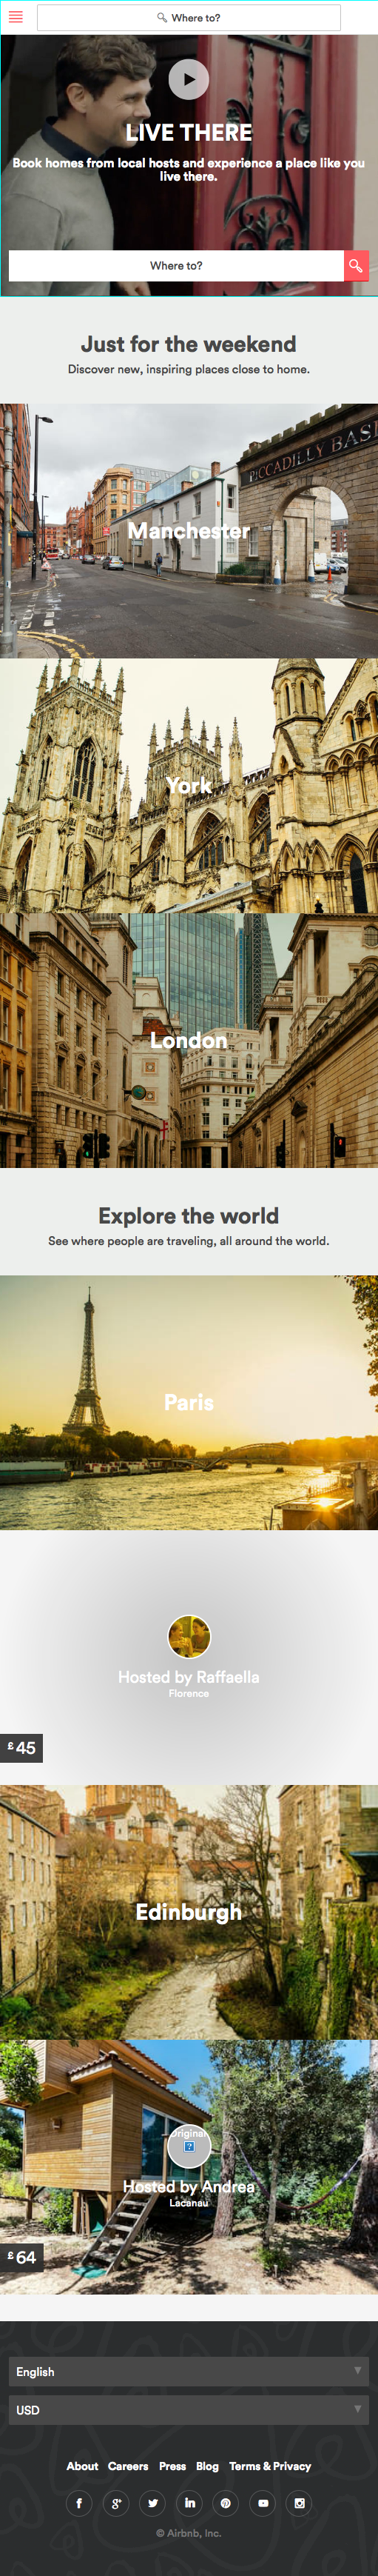 Where to?
LIVE THERE
Book homes from local hosts and experience a place like you
live there.
Where to?
Just for the weekend
Discover new, inspiring places close to home.
PICCADILLY BAS
Manchester
York
London
Explore the world
See where people are traveling, all around the world.
Paris
Hosted by Raffaella
Florence
£45
Edinburgh
Original
?
Hosted by Andrea
Lacanau
£64
English
USD
About Careers Press Blog Terms & Privacy
© Airbnb, Inc.